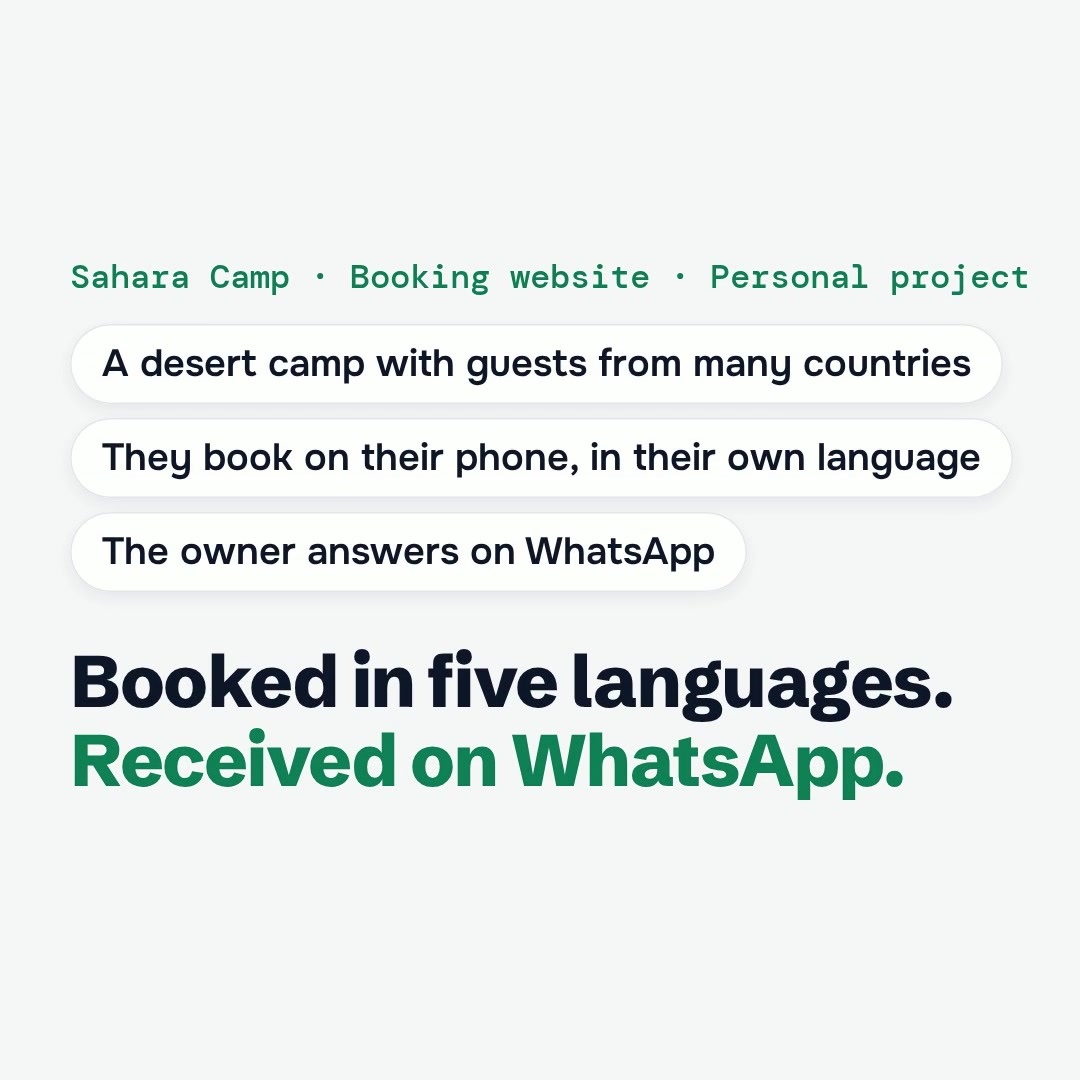 Sahara Camp · Booking website · Personal project
A desert camp with guests from many countries
They book on their phone, in their own language
The owner answers on WhatsApp
Booked in five languages.
Received on WhatsApp.